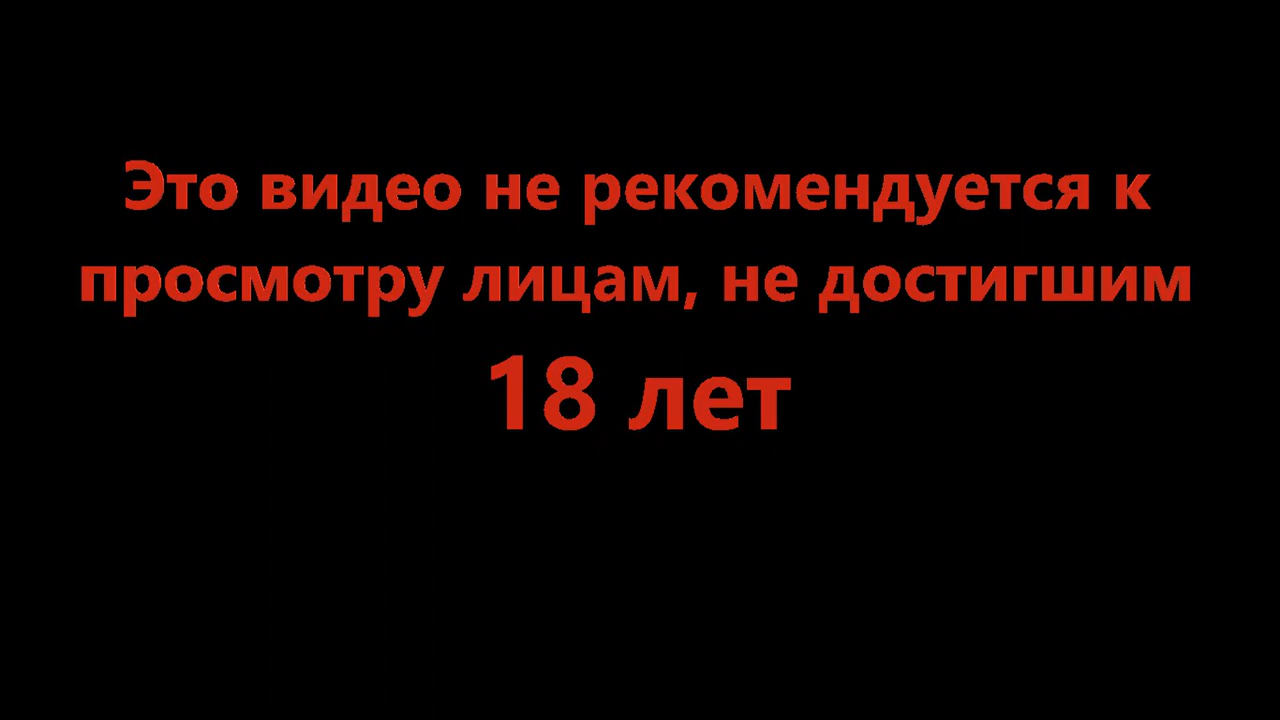 Это видео не рекомендуется к
просмотру лицам, не достигшим
18 лет